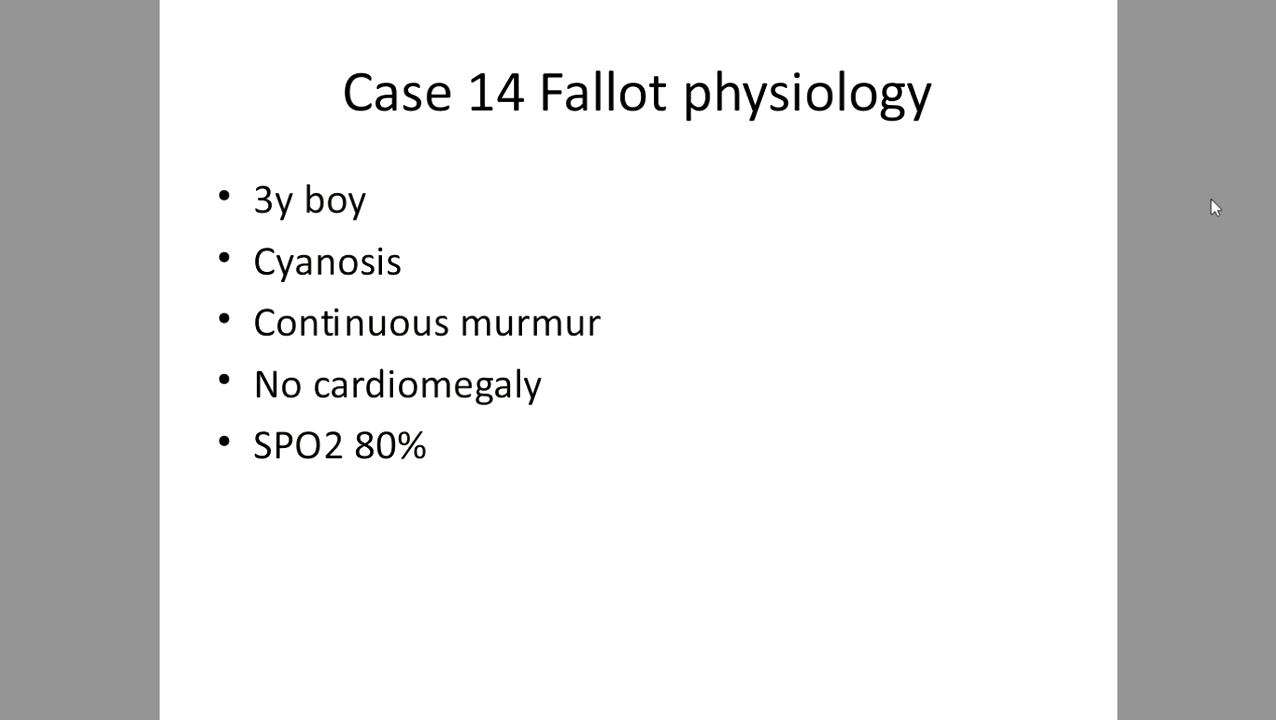 Case 14 Fallot physiology
• 3y boy
• Cyanosis
• Continuous murmur
• No cardiomegaly
• SPO2 80%